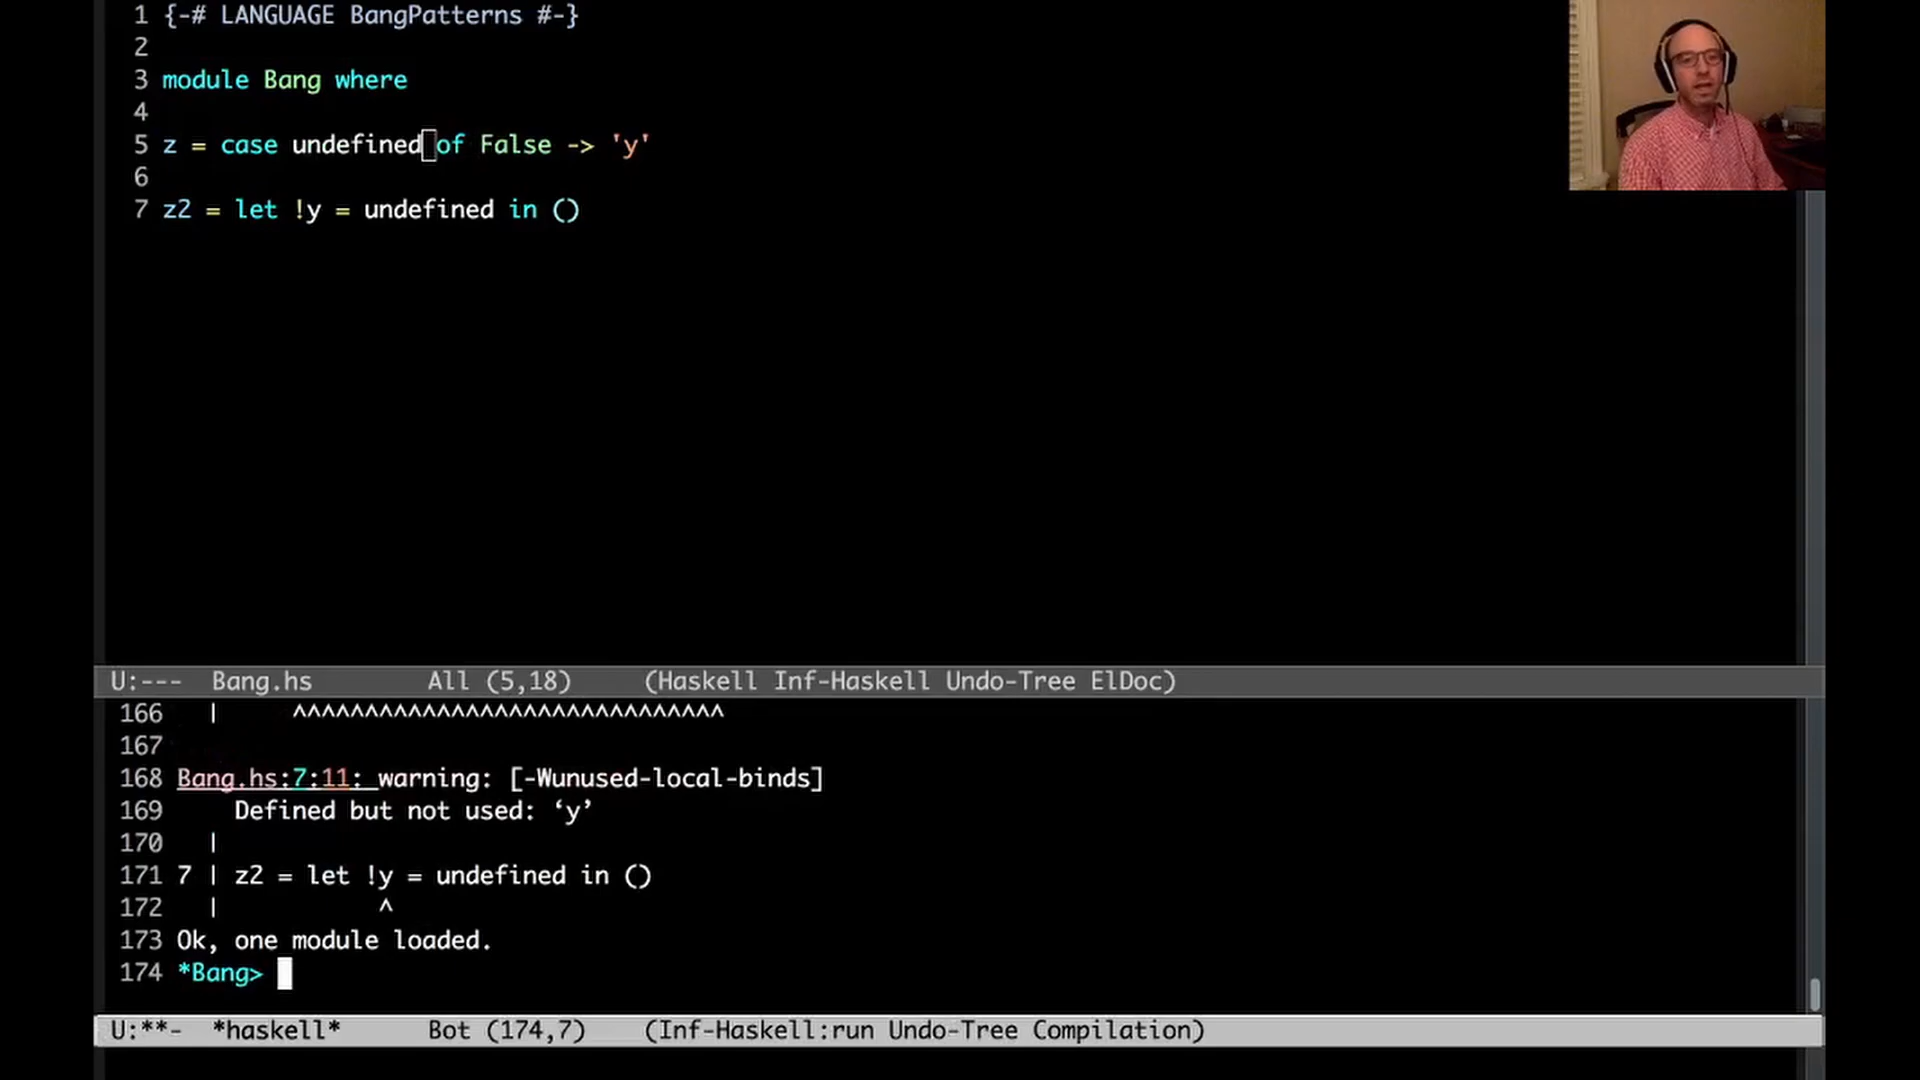 1 {-# LANGUAGE BangPatterns #-}
2
3 module Bang where
4
5 z = case undefined of False -> 'y'
6
7 z2 = let !y = undefined in ()
U:--- Bang.hs All (5,18) (Haskell Inf-Haskell Undo-Tree ElDoc)
166 | ^^^^^^^^^^^^^^^^^^^^^^^^^^^^^^
167
168 Bang.hs:7:11: warning: [-Wunused-local-binds]
169 Defined but not used: ‘y’
170 |
171 7 | z2 = let !y = undefined in ()
172 | ^
173 Ok, one module loaded.
174 *Bang>
U:**- *haskell* Bot (174,7) (Inf-Haskell:run Undo-Tree Compilation)